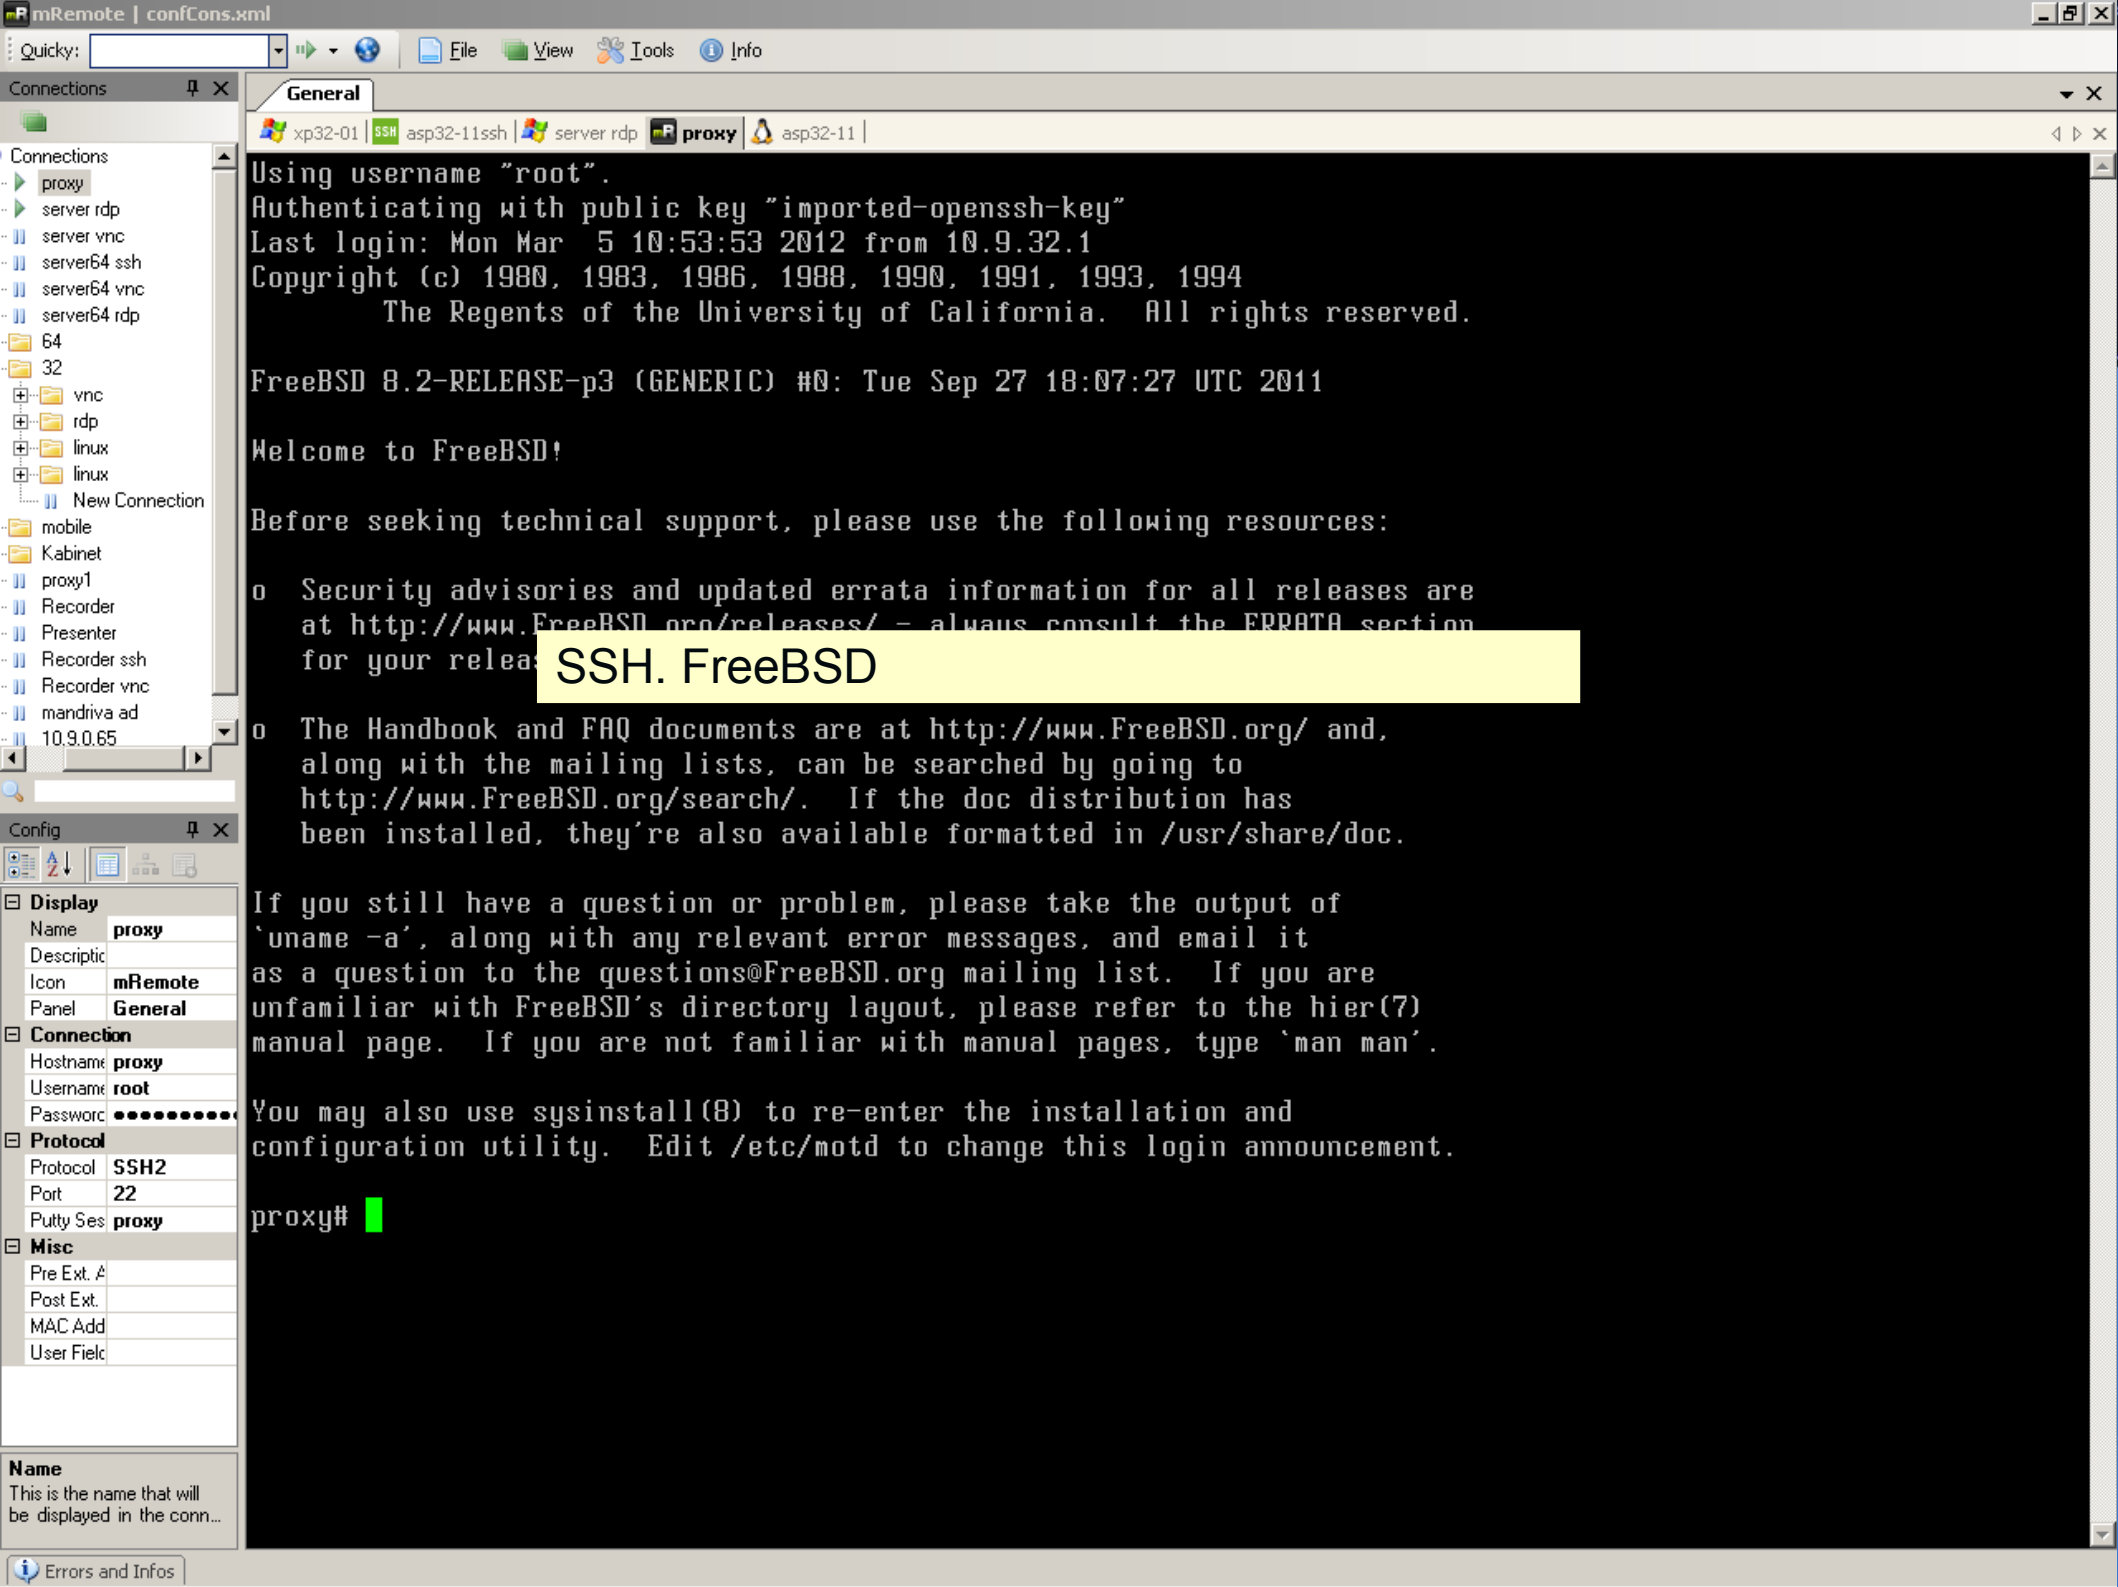 mRemote | confCons.xml
Quicky:
File
View
Tools
Info
Connections
General
xp32-01
SSH asp32-11ssh
server rdp
mR proxy
asp32-11
Connections
proxy
server rdp
server vnc
server64 ssh
server64 vnc
server64 rdp
64
32
vnc
rdp
linux
linux
New Connection
mobile
Kabinet
proxy1
Recorder
Presenter
Recorder ssh
Recorder vnc
mandriva ad
10.9.0.65
Config
Display
Name proxy
Descriptic
Icon mRemote
Panel General
Connection
Hostname proxy
Username root
Password ●●●●●●●●●●
Protocol
Protocol SSH2
Port 22
Putty Ses proxy
Misc
Pre Ext. A
Post Ext.
MAC Add
User Field
Name
This is the name that will
be displayed in the conn...
Errors and Infos
Using username "root".
Authenticating with public key "imported-openssh-key"
Last login: Mon Mar  5 10:53:53 2012 from 10.9.32.1
Copyright (c) 1980, 1983, 1986, 1988, 1990, 1991, 1993, 1994
The Regents of the University of California.  All rights reserved.
FreeBSD 8.2-RELEASE-p3 (GENERIC) #0: Tue Sep 27 18:07:27 UTC 2011
Welcome to FreeBSD!
Before seeking technical support, please use the following resources:
o  Security advisories and updated errata information for all releases are
at http://www.FreeBSD.org/releases/ - always consult the ERRATA section
for your releas
SSH. FreeBSD
o  The Handbook and FAQ documents are at http://www.FreeBSD.org/ and,
along with the mailing lists, can be searched by going to
http://www.FreeBSD.org/search/.  If the doc distribution has
been installed, they're also available formatted in /usr/share/doc.
If you still have a question or problem, please take the output of
`uname -a', along with any relevant error messages, and email it
as a question to the questions@FreeBSD.org mailing list.  If you are
unfamiliar with FreeBSD's directory layout, please refer to the hier(7)
manual page.  If you are not familiar with manual pages, type `man man'.
You may also use sysinstall(8) to re-enter the installation and
configuration utility.  Edit /etc/motd to change this login announcement.
proxy#